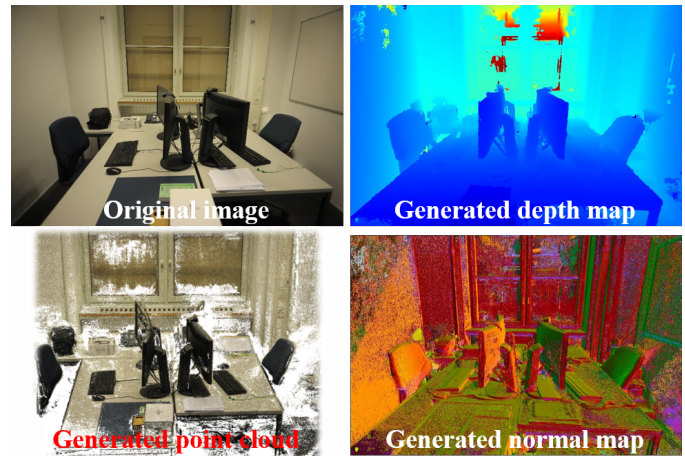 Original image
Generated depth map
Generated point cloud
Generated normal map